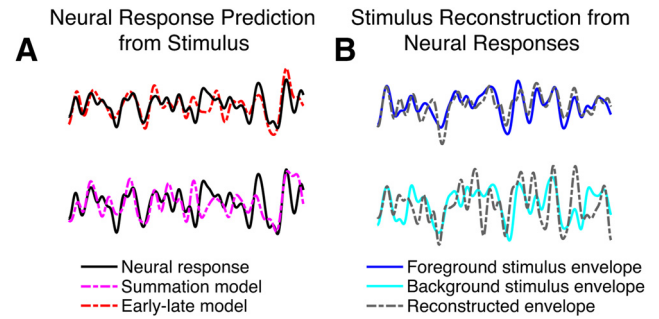 Neural Response Prediction
from Stimulus
Stimulus Reconstruction from
Neural Responses
A
B
Neural response
Summation model
Early-late model
Foreground stimulus envelope
Background stimulus envelope
Reconstructed envelope